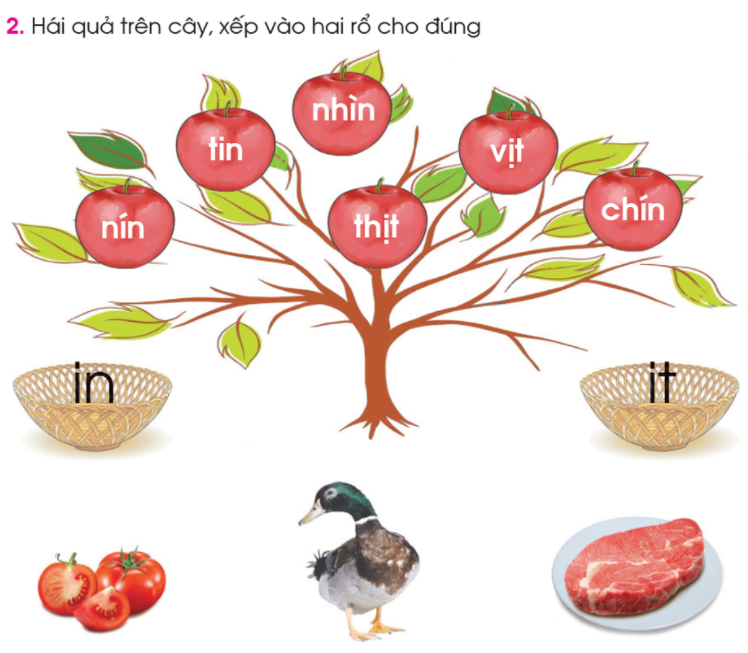 2. Hái quả trên cây, xếp vào hai rổ cho đúng
nhìn
tin
vịt
nín
thịt
chín
in
it